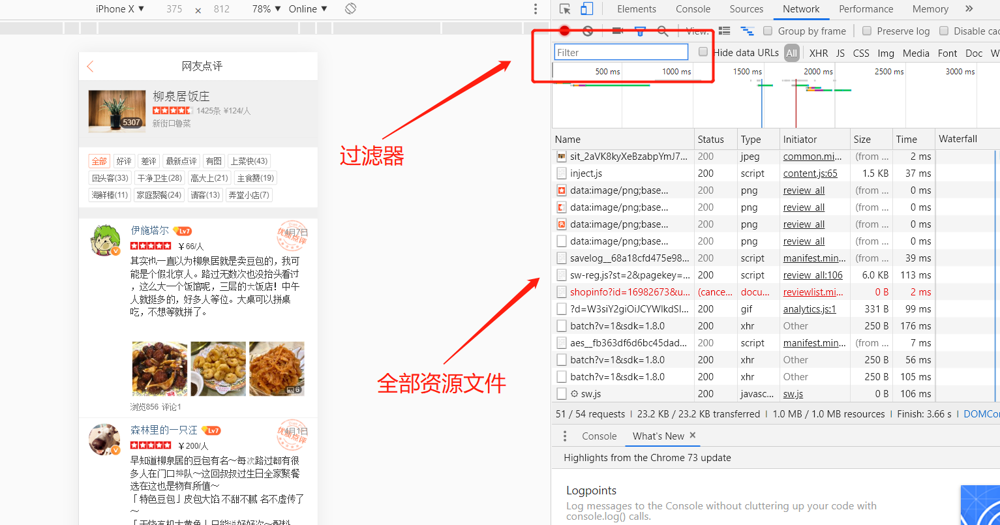 iPhone X ▼ 375 × 812 78% ▼ Online ▼
Elements Console Sources Network Performance Memory »
View: Group by frame Preserve log Disable cac
Filter Hide data URLs All XHR JS CSS Img Media Font Doc W
500 ms 1000 ms 1500 ms 2000 ms 2500 ms 3000 ms
网友点评
柳泉居饭庄
1425条 ¥124/人
5307
新街口鲁菜
全部 好评 差评 最新点评 有图 上菜快(43)
回头客(33) 干净卫生(28) 高大上(21) 主食赞(19)
海鲜棒(11) 家庭聚餐(24) 请客(13) 弄堂小店(7)
伊施塔尔 Lv7 4月7日
优质点评
¥66/人
其实也一直以为柳泉居就是卖豆包的，我可
能是个假北京人。路过无数次也没抬头看过
，这么大一个饭馆呢，三层的大饭店！中午
人就挺多的，好多人等位。大桌可以拼桌
吃，不想等就拼了。
6
浏览856 评论1
森林里的一只汪 Lv7 4月1日
优质点评
¥200/人
早知道柳泉居的豆包有名～每次路过都有很
多人在门口排队～这回叔叔过生日全家聚餐
选在这也是物有所值～
「特色豆包」皮包大馅 不甜不腻 名不虚传了
～
过滤器
全部资源文件
Name Status Type Initiator Size Time Waterfall
sit_2aVK8kyXeBzabpYmJ7... 200 jpeg common.mi... (from ... 2 ms
inject.js 200 script content.js:65 1.5 KB 37 ms
data:image/png;base... 200 png review_all (from ... 0 ms
data:image/png;base... 200 png review_all (from ... 0 ms
data:image/png;base... 200 png review_all (from ... 0 ms
data:image/png;base... 200 png review_all (from ... 0 ms
savelog__68a18cfd475e98... 200 script manifest.min... (from ... 39 ms
sw-reg.js?st=2&pagekey=... 200 script review_all:106 6.0 KB 113 ms
shopinfo?id=16982673&u... (cance... docu... reviewlist.mi... 0 B 2 ms
?d=W3siY2giOiJCYWlkdSI... 200 gif analytics.js:1 331 B 99 ms
batch?v=1&sdk=1.8.0 200 xhr Other 250 B 176 ms
aes__fb363df6d6bc45dad... 200 script manifest.min... (from ... 7 ms
batch?v=1&sdk=1.8.0 200 xhr Other 250 B 56 ms
batch?v=1&sdk=1.8.0 200 xhr Other 250 B 105 ms
sw.js 200 javasc... sw.js 0 B 106 ms
51 / 54 requests 23.2 KB / 23.2 KB transferred 1.0 MB / 1.0 MB resources Finish: 3.66 s DOMCon
Console What's New ×
Highlights from the Chrome 73 update
Logpoints
Log messages to the Console without cluttering up your code with
console.log() calls.